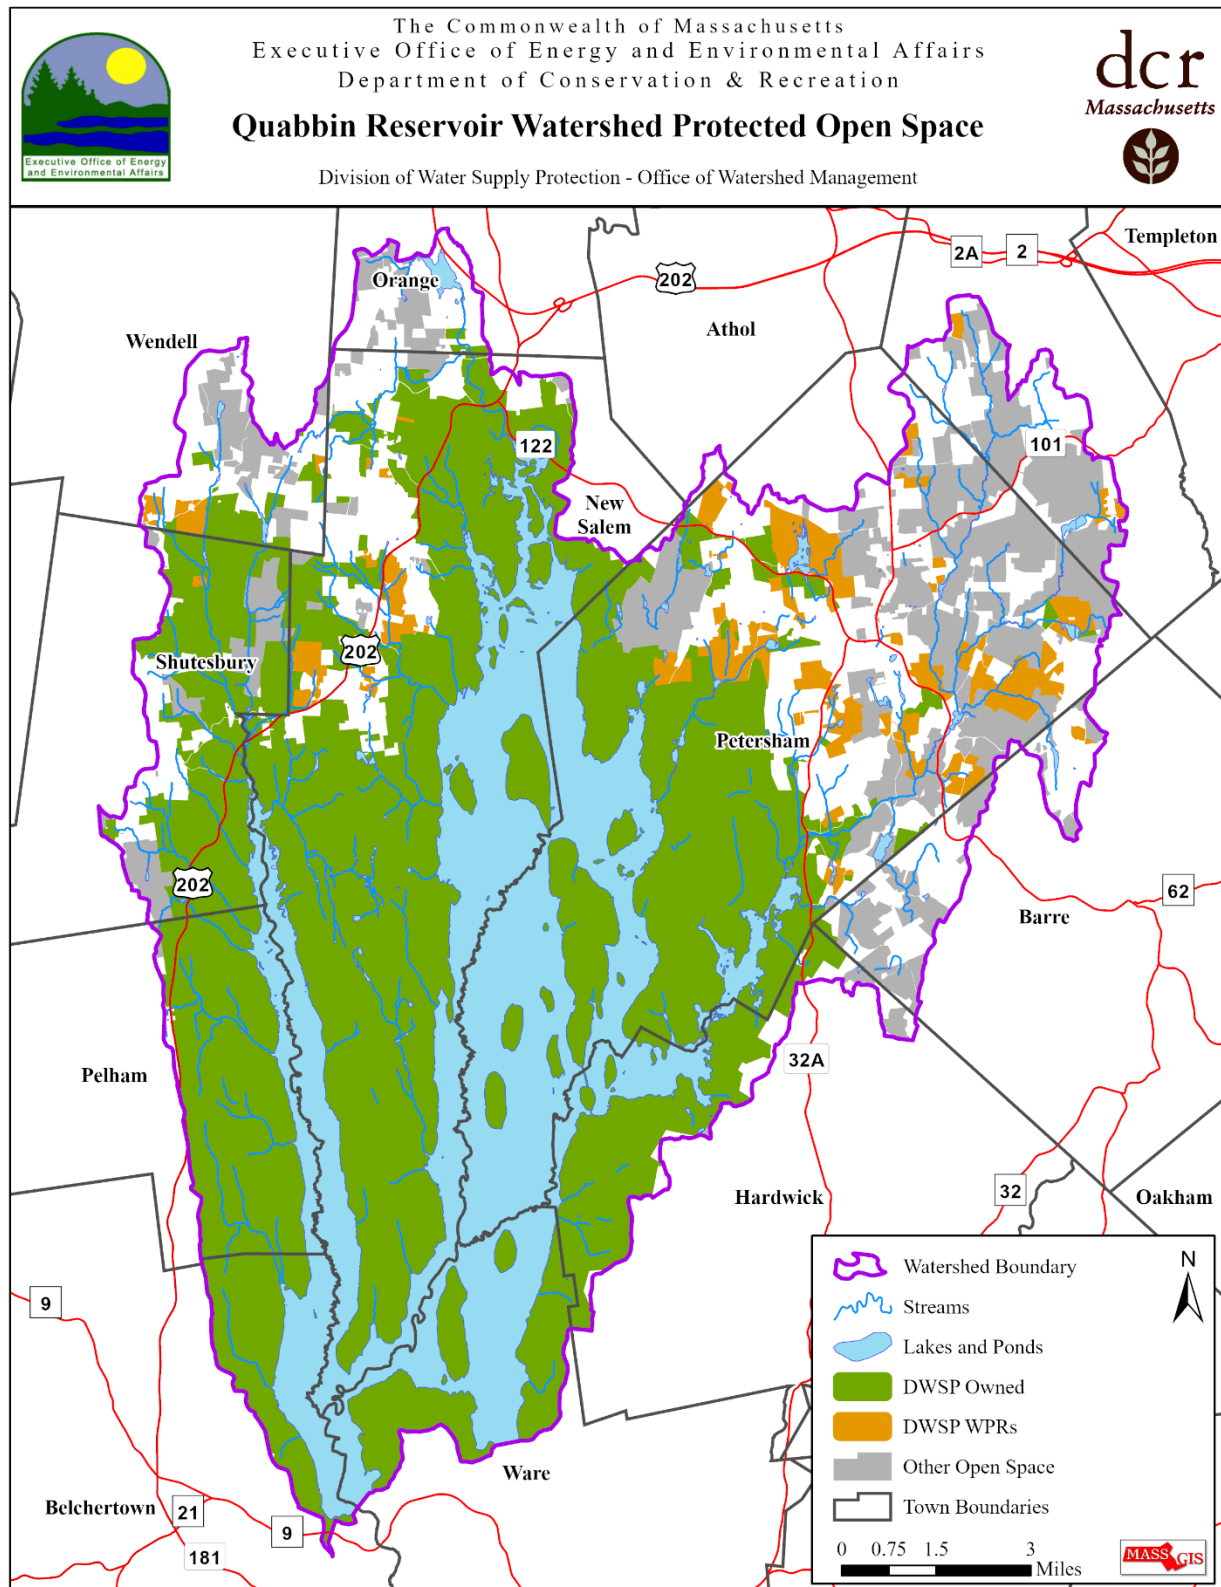 The Commonwealth of Massachusetts
Executive Office of Energy and Environmental Affairs
Department of Conservation & Recreation
Quabbin Reservoir Watershed Protected Open Space
Division of Water Supply Protection - Office of Watershed Management
Executive Office of Energy
and Environmental Affairs
dcr
Massachusetts
Templeton
2A
2
202
Orange
Athol
Wendell
122
101
New
Salem
202
Shutesbury
Petersham
202
62
Barre
32A
Pelham
Hardwick
32
Oakham
9
Ware
Belchertown
21
9
181
Watershed Boundary
Streams
Lakes and Ponds
DWSP Owned
DWSP WPRs
Other Open Space
Town Boundaries
N
0 0.75 1.5 3
Miles
MASS GIS